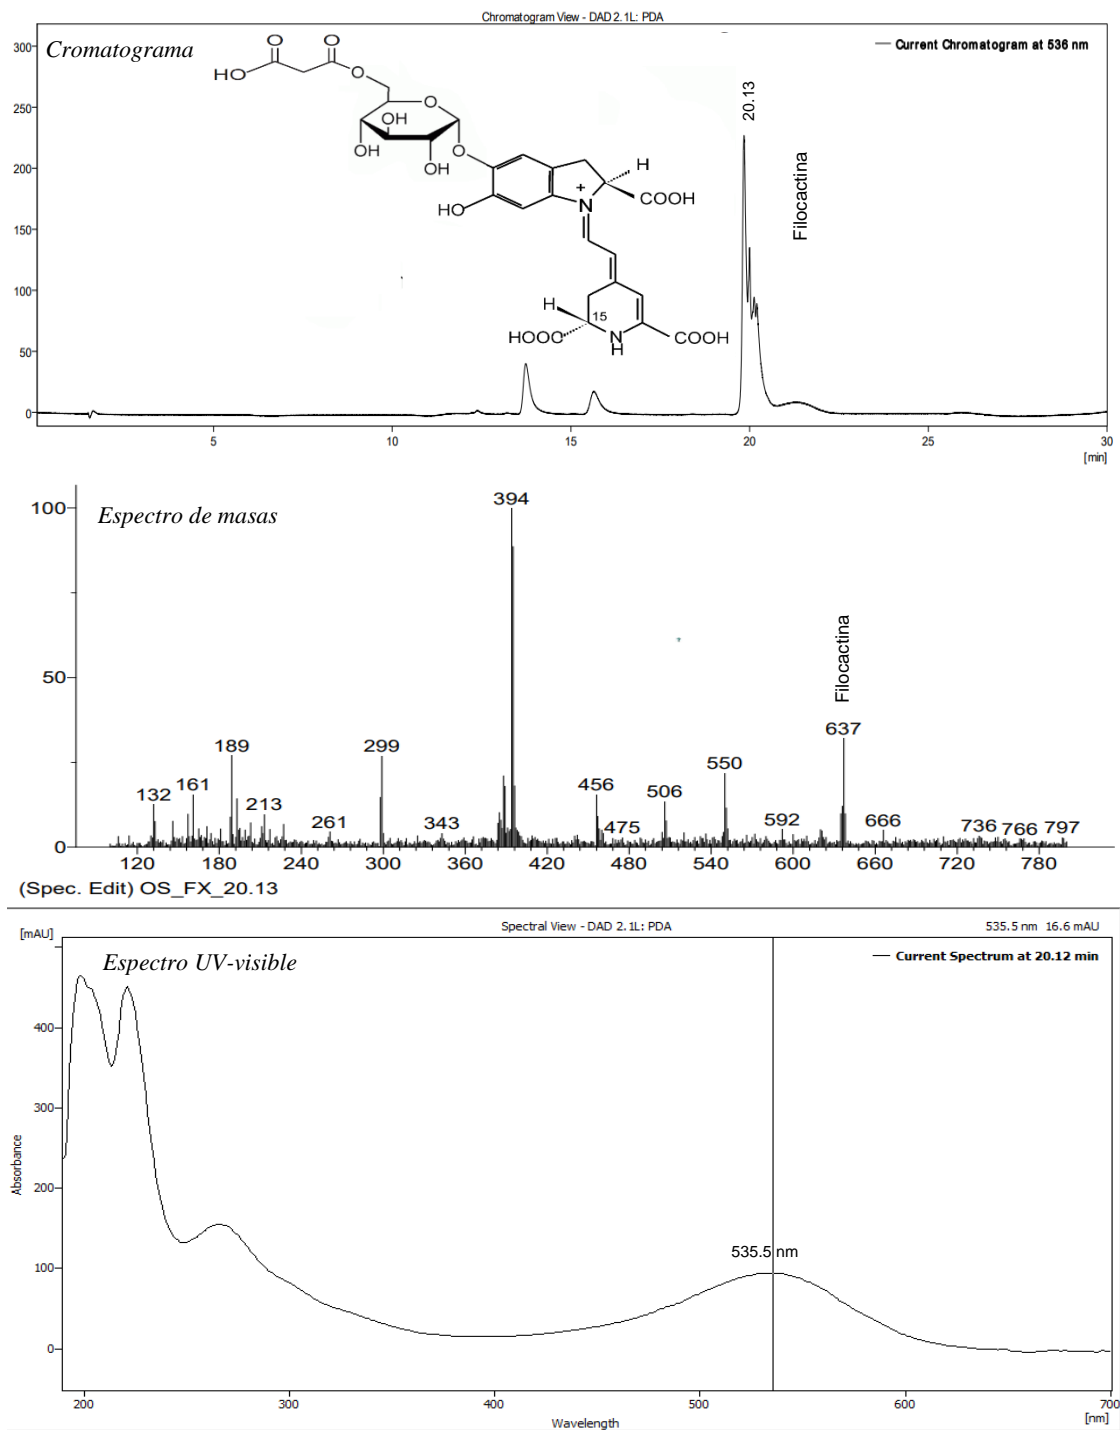 Chromatogram View - DAD 2.1L: PDA
Cromatograma
Current Chromatogram at 536 nm
300
250
200
150
100
50
0
O
O
HO
O
O
OH
OH
OH
O
HO
+
N
H
COOH
H
15
HOOC
N
H
COOH
20.13
Filocactina
5
10
15
20
25
30
[min]
Espectro de masas
100
50
0
394
Filocactina
637
189
299
550
132
161
213
456
506
261
343
475
592
666
736
766
797
120
180
240
300
360
420
480
540
600
660
720
780
(Spec. Edit) OS_FX_20.13
[mAU]
Spectral View - DAD 2.1L: PDA
535.5 nm 16.6 mAU
Espectro UV-visible
Current Spectrum at 20.12 min
400
300
200
100
0
Absorbance
535.5 nm
200
300
400
500
600
700
Wavelength
[nm]